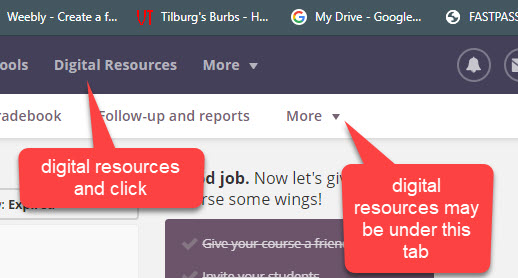 Weebly - Create a f... UT Tilburg's Burbs - H... My Drive - Google... FASTPASS
ools Digital Resources More
radebook Follow-up and reports More
digital resources and click
od job. Now let's giv
rse some wings!
digital
resources may
be under this
tab
Give your course a friend
Invite your students